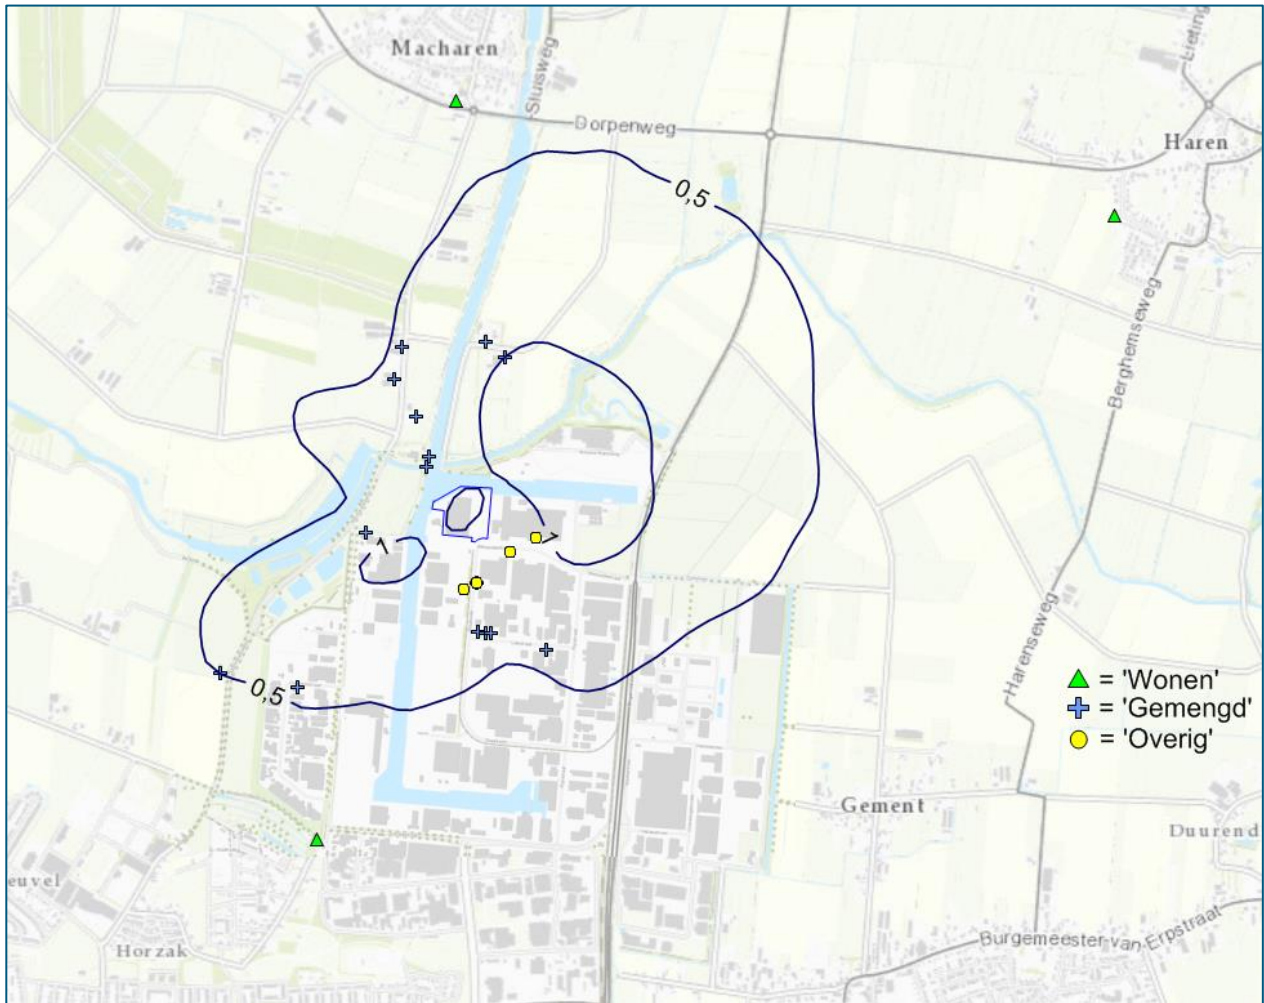 Macharen
Sluisweg
Dorpenweg
Haren
0,5
Berghemseweg
1
1
Harenseweg
= 'Wonen'
0,5
= 'Gemengd'
= 'Overig'
Gement
Duurend
euvel
Horzak
Burgemeester-van-Erpstraat